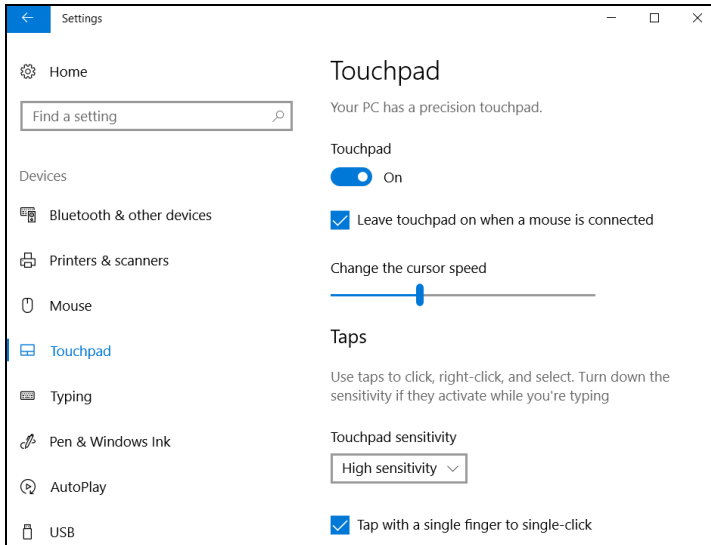 Settings
Home
Find a setting
Devices
Bluetooth & other devices
Printers & scanners
Mouse
Touchpad
Typing
Pen & Windows Ink
AutoPlay
USB
Touchpad
Your PC has a precision touchpad.
Touchpad
On
Leave touchpad on when a mouse is connected
Change the cursor speed
Taps
Use taps to click, right-click, and select. Turn down the
sensitivity if they activate while you're typing
Touchpad sensitivity
High sensitivity
Tap with a single finger to single-click